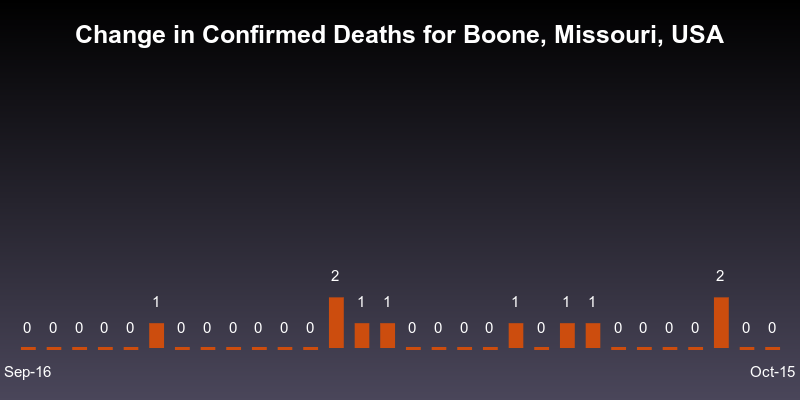 Change in Confirmed Deaths for Boone, Missouri, USA
2 2
1 1 1 1 1 1
0 0 0 0 0 0 0 0 0 0 0 0 0 0 0 0 0 0 0 0 0 0
Sep-16 Oct-15